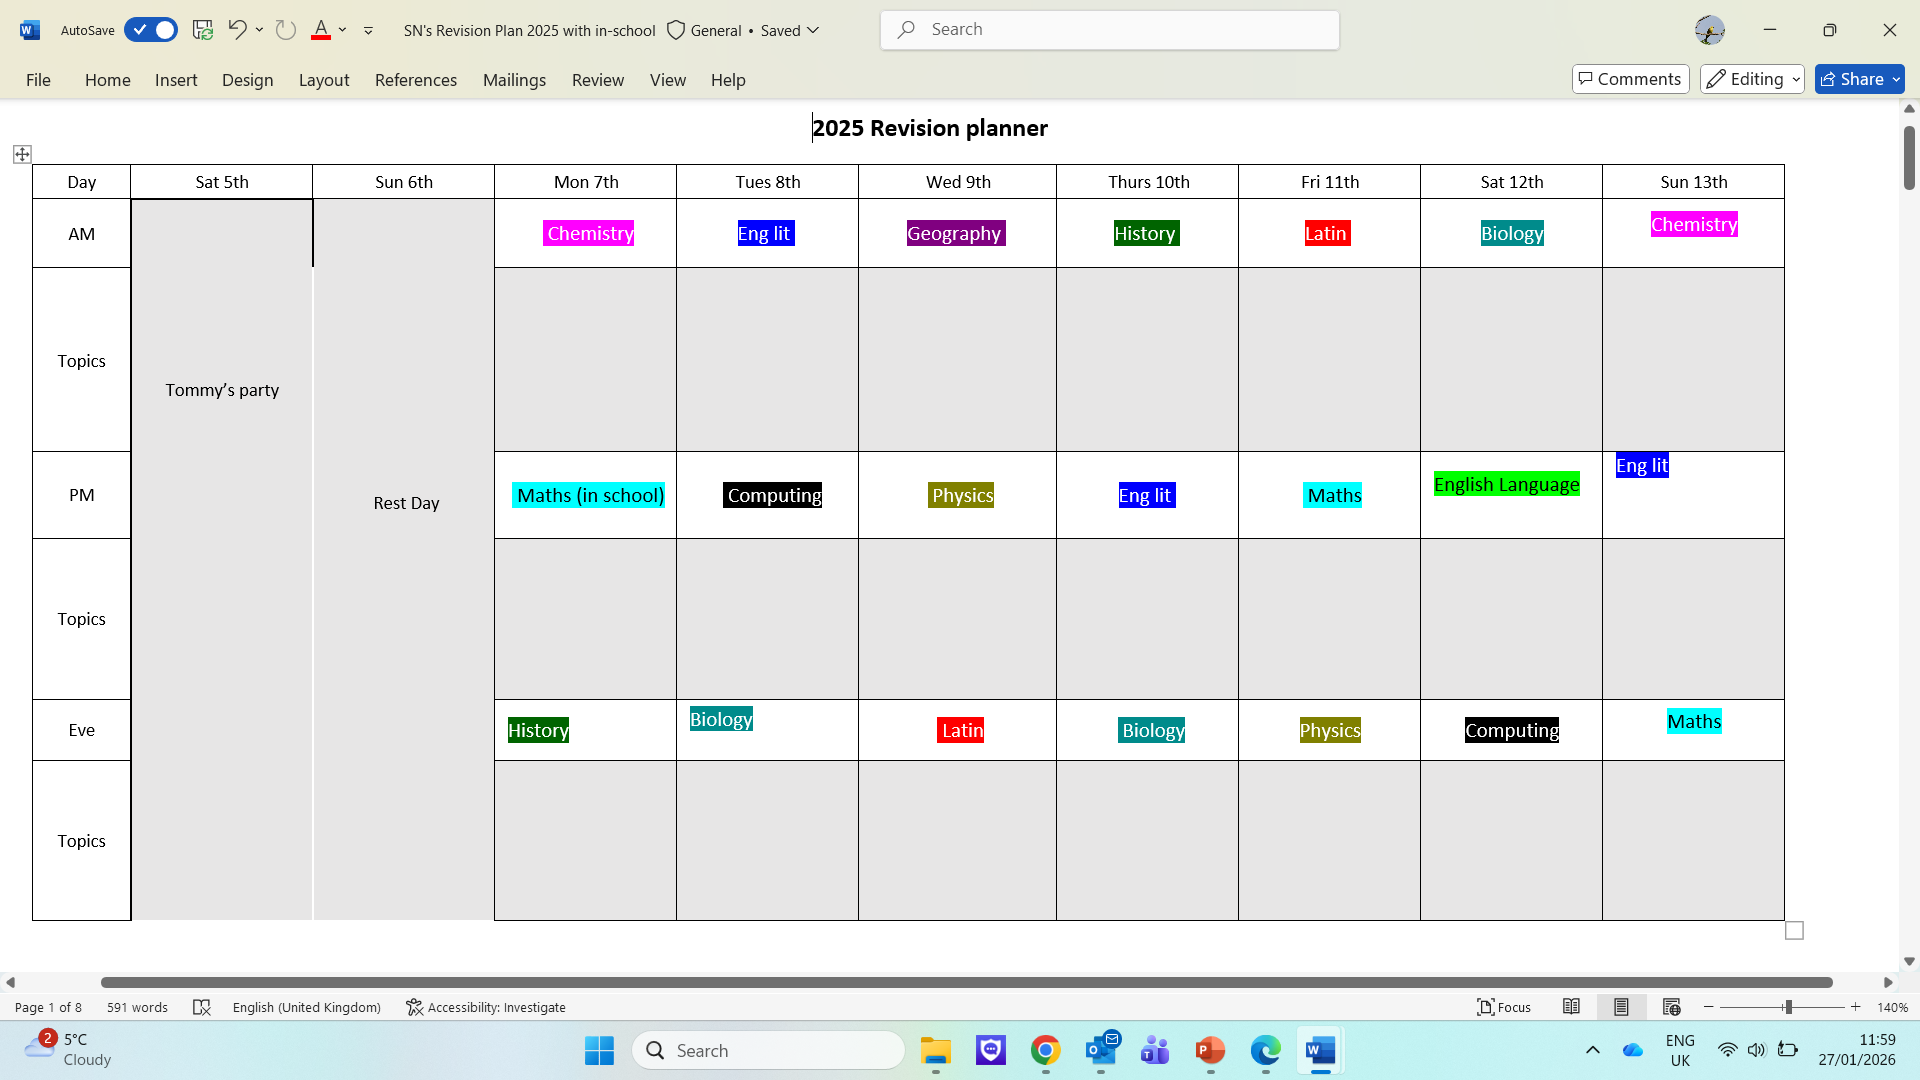 AutoSave
SN's Revision Plan 2025 with in-school
General • Saved
Search
File Home Insert Design Layout References Mailings Review View Help
Comments Editing Share
2025 Revision planner
Day Sat 5th Sun 6th Mon 7th Tues 8th Wed 9th Thurs 10th Fri 11th Sat 12th Sun 13th
AM Chemistry Eng lit Geography History Latin Biology Chemistry
Topics
Tommy’s party
PM Maths (in school) Computing Physics Eng lit Maths English Language Eng lit
Rest Day
Topics
Eve History Biology Latin Biology Physics Computing Maths
Topics
Page 1 of 8 591 words English (United Kingdom) Accessibility: Investigate Focus 140%
2 5°C
Cloudy
Search
ENG
UK
11:59
27/01/2026